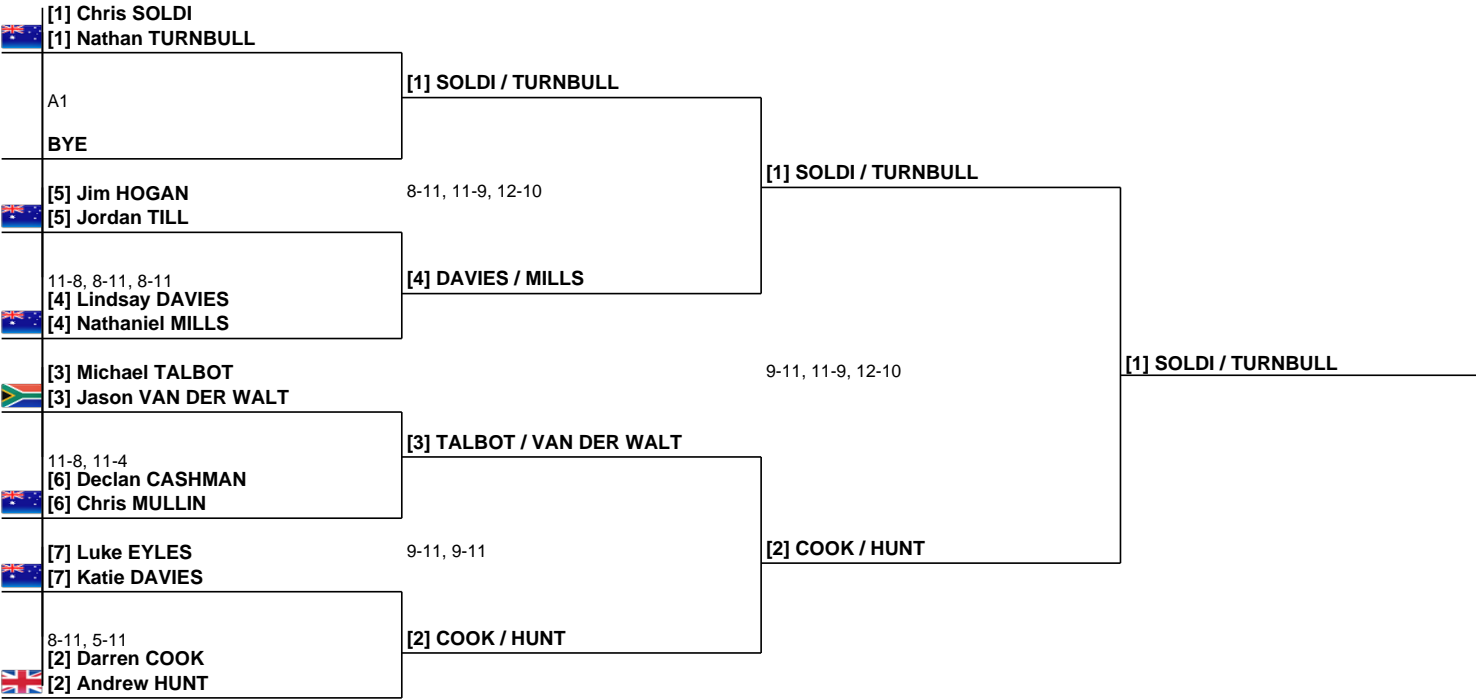 [1] Chris SOLDI
[1] Nathan TURNBULL
A1
BYE
[5] Jim HOGAN
[5] Jordan TILL
11-8, 8-11, 8-11
[4] Lindsay DAVIES
[4] Nathaniel MILLS
[3] Michael TALBOT
[3] Jason VAN DER WALT
11-8, 11-4
[6] Declan CASHMAN
[6] Chris MULLIN
[7] Luke EYLES
[7] Katie DAVIES
8-11, 5-11
[2] Darren COOK
[2] Andrew HUNT
[1] SOLDI / TURNBULL
8-11, 11-9, 12-10
[4] DAVIES / MILLS
[3] TALBOT / VAN DER WALT
9-11, 9-11
[2] COOK / HUNT
[1] SOLDI / TURNBULL
9-11, 11-9, 12-10
[2] COOK / HUNT
[1] SOLDI / TURNBULL